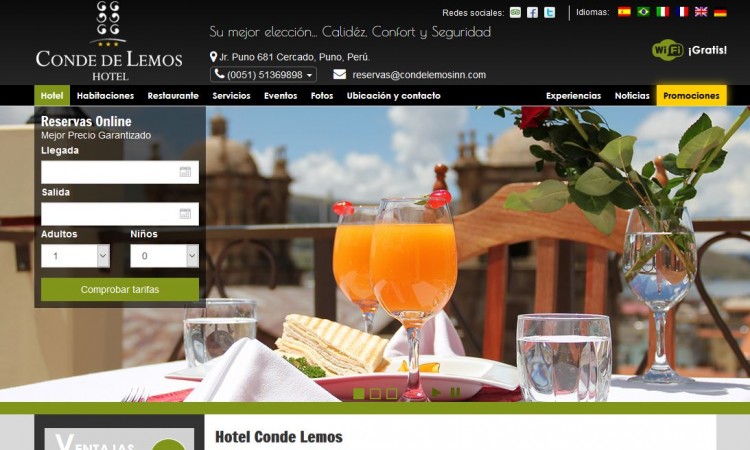 Redes sociales:
Idiomas:
CONDE DE LEMOS
HOTEL
Su mejor elección... Calidéz, Confort y Seguridad
Jr. Puno 681 Cercado, Puno, Perú.
(0051) 51369898
reservas@condelemosinn.com
WiFi ¡Gratis!
Hotel Habitaciones Restaurante Servicios Eventos Fotos Ubicación y contacto Experiencias Noticias Promociones
Reservas Online
Mejor Precio Garantizado
Llegada
Salida
Adultos Niños
1 0
Comprobar tarifas
VENTAJAS
Hotel Conde Lemos